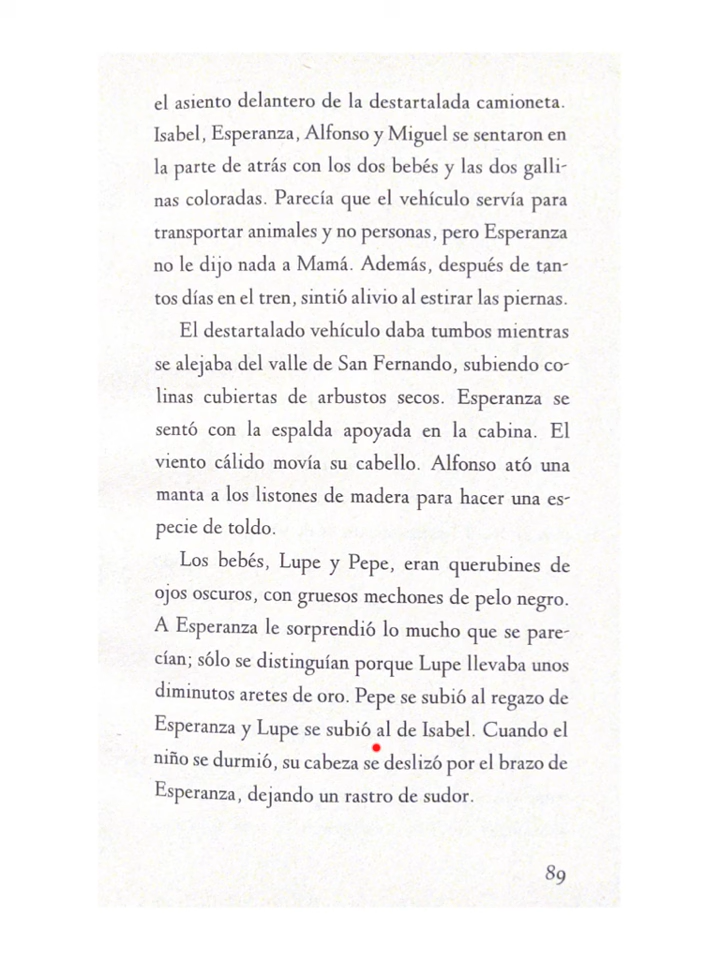 el asiento delantero de la destartalada camioneta.
Isabel, Esperanza, Alfonso y Miguel se sentaron en
la parte de atrás con los dos bebés y las dos galli-
nas coloradas. Parecía que el vehículo servía para
transportar animales y no personas, pero Esperanza
no le dijo nada a Mamá. Además, después de tan-
tos días en el tren, sintió alivio al estirar las piernas.
El destartalado vehículo daba tumbos mientras
se alejaba del valle de San Fernando, subiendo co-
linas cubiertas de arbustos secos. Esperanza se
sentó con la espalda apoyada en la cabina. El
viento cálido movía su cabello. Alfonso ató una
manta a los listones de madera para hacer una es-
pecie de toldo.
Los bebés, Lupe y Pepe, eran querubines de
ojos oscuros, con gruesos mechones de pelo negro.
A Esperanza le sorprendió lo mucho que se pare-
cían; sólo se distinguían porque Lupe llevaba unos
diminutos aretes de oro. Pepe se subió al regazo de
Esperanza y Lupe se subió al de Isabel. Cuando el
niño se durmió, su cabeza se deslizó por el brazo de
Esperanza, dejando un rastro de sudor.
89